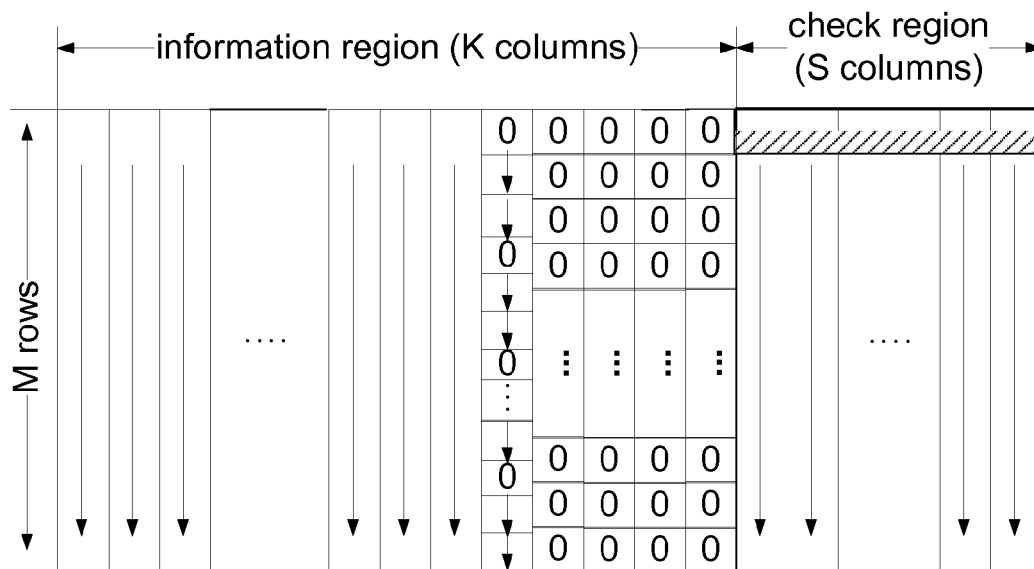 information region (K columns)
check region
(S columns)
M rows
0 0 0 0 0
0 0 0 0
0 0 0 0
0 0 0 0 0
....
0
...
... ... ... ...
....
0 0 0 0
0
0 0 0 0
0 0 0 0